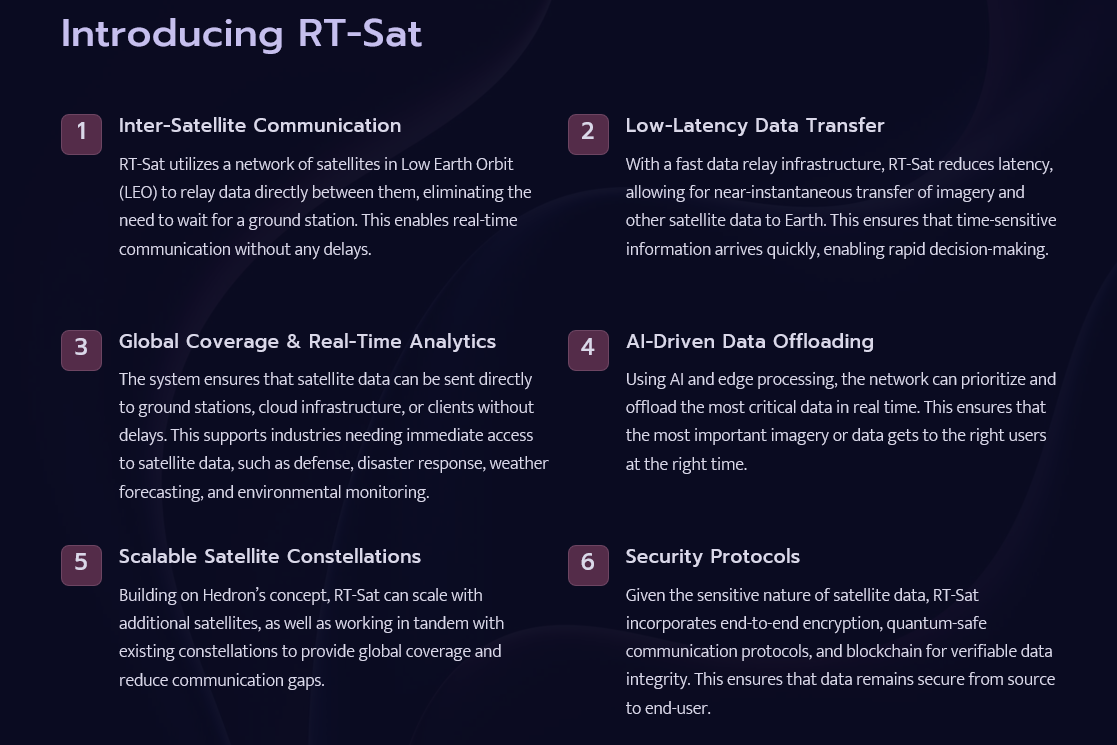 Introducing RT-Sat
1
Inter-Satellite Communication
RT-Sat utilizes a network of satellites in Low Earth Orbit
(LEO) to relay data directly between them, eliminating the
need to wait for a ground station. This enables real-time
communication without any delays.
2
Low-Latency Data Transfer
With a fast data relay infrastructure, RT-Sat reduces latency,
allowing for near-instantaneous transfer of imagery and
other satellite data to Earth. This ensures that time-sensitive
information arrives quickly, enabling rapid decision-making.
3
Global Coverage & Real-Time Analytics
The system ensures that satellite data can be sent directly
to ground stations, cloud infrastructure, or clients without
delays. This supports industries needing immediate access
to satellite data, such as defense, disaster response, weather
forecasting, and environmental monitoring.
4
AI-Driven Data Offloading
Using AI and edge processing, the network can prioritize and
offload the most critical data in real time. This ensures that
the most important imagery or data gets to the right users
at the right time.
5
Scalable Satellite Constellations
Building on Hedron’s concept, RT-Sat can scale with
additional satellites, as well as working in tandem with
existing constellations to provide global coverage and
reduce communication gaps.
6
Security Protocols
Given the sensitive nature of satellite data, RT-Sat
incorporates end-to-end encryption, quantum-safe
communication protocols, and blockchain for verifiable data
integrity. This ensures that data remains secure from source
to end-user.